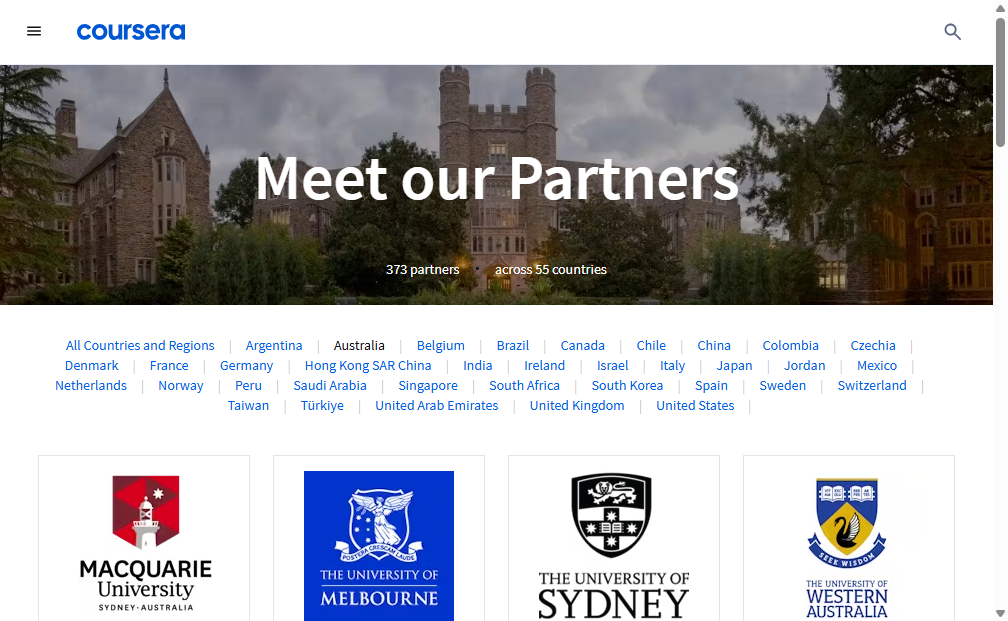 coursera
Meet our Partners
373 partners • across 55 countries
All Countries and Regions | Argentina | Australia | Belgium | Brazil | Canada | Chile | China | Colombia | Czechia |
Denmark | France | Germany | Hong Kong SAR China | India | Ireland | Israel | Italy | Japan | Jordan | Mexico |
Netherlands | Norway | Peru | Saudi Arabia | Singapore | South Africa | South Korea | Spain | Sweden | Switzerland |
Taiwan | Türkiye | United Arab Emirates | United Kingdom | United States |
MACQUARIE
University
SYDNEY·AUSTRALIA
POSTERA CRESCAM LAUDE
THE UNIVERSITY OF
MELBOURNE
THE UNIVERSITY OF
SYDNEY
SEEK WISDOM
THE UNIVERSITY OF
WESTERN
AUSTRALIA